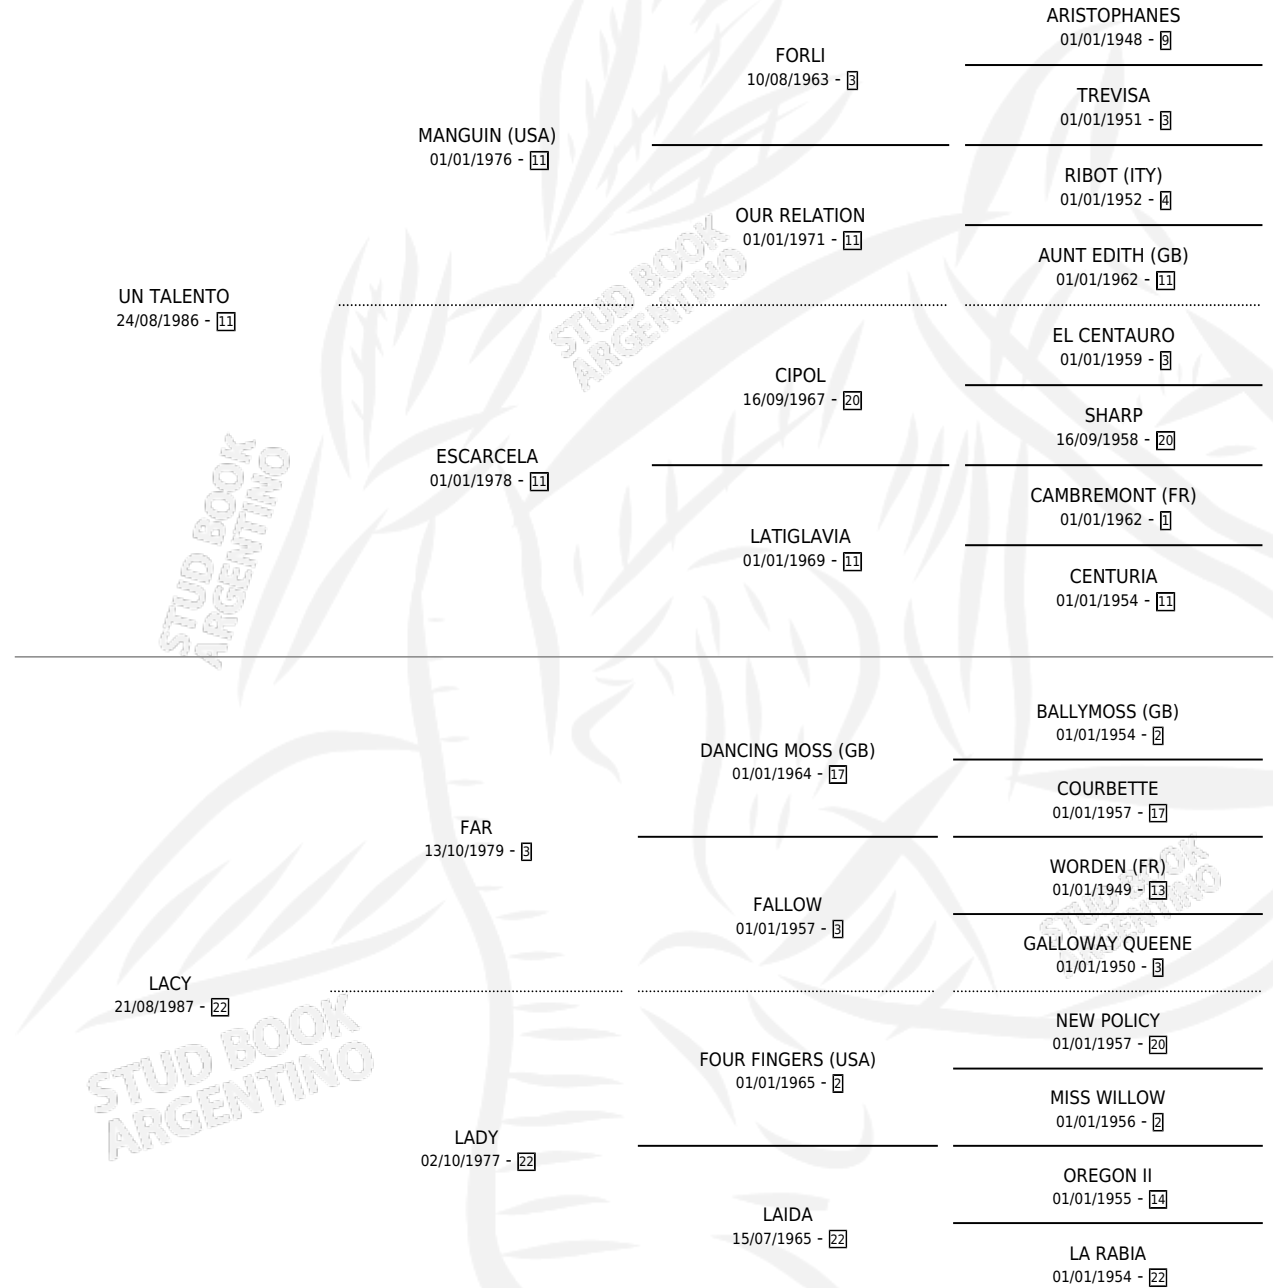 ARISTOPHANES
01/01/1948 - 9
FORLI
10/08/1963 - 3
TREVISA
01/01/1951 - 3
MANGUIN (USA)
01/01/1976 - 11
RIBOT (ITY)
01/01/1952 - 4
OUR RELATION
01/01/1971 - 11
AUNT EDITH (GB)
01/01/1962 - 11
UN TALENTO
24/08/1986 - 11
EL CENTAURO
01/01/1959 - 3
CIPOL
16/09/1967 - 20
SHARP
16/09/1958 - 20
ESCARCELA
01/01/1978 - 11
CAMBREMONT (FR)
01/01/1962 - 1
LATIGLAVIA
01/01/1969 - 11
CENTURIA
01/01/1954 - 11
STUD BOOK
ARGENTINO
STUD BOOK
ARGENTINO
BALLYMOSS (GB)
01/01/1954 - 2
DANCING MOSS (GB)
01/01/1964 - 17
COURBETTE
01/01/1957 - 17
FAR
13/10/1979 - 3
WORDEN (FR)
01/01/1949 - 13
FALLOW
01/01/1957 - 3
GALLOWAY QUEENE
01/01/1950 - 3
LACY
21/08/1987 - 22
NEW POLICY
01/01/1957 - 20
FOUR FINGERS (USA)
01/01/1965 - 2
MISS WILLOW
01/01/1956 - 2
LADY
02/10/1977 - 22
OREGON II
01/01/1955 - 14
LAIDA
15/07/1965 - 22
LA RABIA
01/01/1954 - 22
STUD BOOK
ARGENTINO
STUD BOOK
ARGENTINO